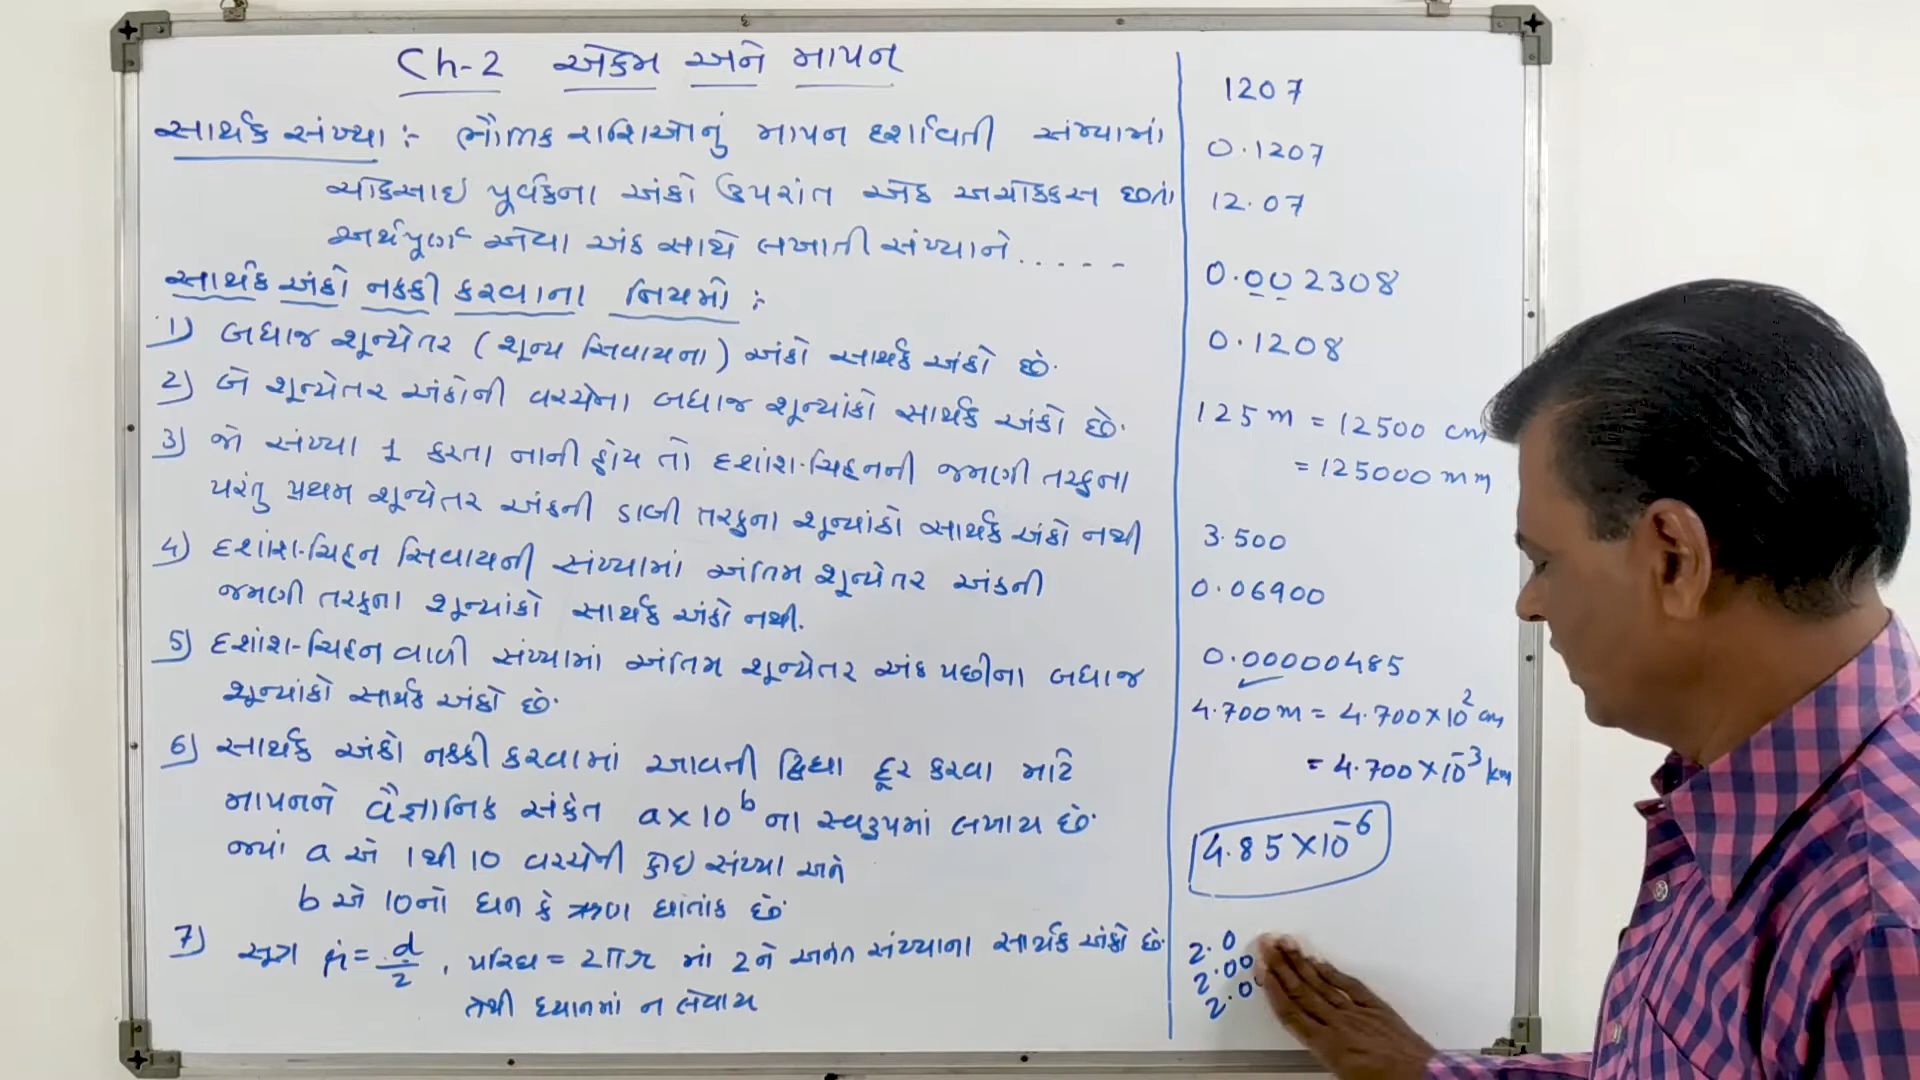 Ch-2 એકમ અને માપન
સાર્થક સંખ્યા :- ભૌતિક રાશિઓનું માપન દર્શાવતી સંખ્યામાં
ચોકસાઇ પૂર્વકના અંકો ઉપરાંત એક અચોક્કસ છતાં
અર્થપૂર્ણ એવા અંક સાથે લખાતી સંખ્યાને .....
સાર્થક અંકો નક્કી કરવાના નિયમો :-
1) બધાજ શૂન્યેતર (શૂન્ય સિવાયના) અંકો સાર્થક અંકો છે.
2) બે શૂન્યેતર અંકોની વચ્ચેના બધાજ શૂન્યાંકો સાર્થક અંકો છે.
3) જો સંખ્યા 1 કરતા નાની હોય તો દશાંશ-ચિહ્નની જમણી તરફના
પરંતુ પ્રથમ શૂન્યેતર અંકની ડાબી તરફના શૂન્યાંકો સાર્થક અંકો નથી
4) દશાંશ-ચિહ્ન સિવાયની સંખ્યામાં અંતિમ શૂન્યેતર અંકની
જમણી તરફના શૂન્યાંકો સાર્થક અંકો નથી.
5) દશાંશ-ચિહ્ન વાળી સંખ્યામાં અંતિમ શૂન્યેતર અંક પછીના બધાજ
શૂન્યાંકો સાર્થક અંકો છે.
6) સાર્થક અંકો નક્કી કરવામાં આવતી દ્વિધા દૂર કરવા માટે
માપનને વૈજ્ઞાનિક સંકેત a×10ᵇ ના સ્વરૂપમાં લખાય છે.
જ્યાં a એ 1થી 10 વચ્ચેની કોઇ સંખ્યા અને
b એ 10નો ધન કે ઋણ ઘાતાંક છે.
7) સૂત્ર r = d/2 , પરિઘ = 2πr માં 2ને અનંત સંખ્યાના સાર્થક અંકો છે.
તેથી ધ્યાનમાં ન લેવાય
1207
0.1207
12.07
0.002308
0.1208
125 m = 12500 cm
= 125000 mm
3.500
0.06900
0.00000485
4.700 m = 4.700×10² cm
= 4.700×10⁻³ km
4.85×10⁻⁶
2.0
2.00
2.0